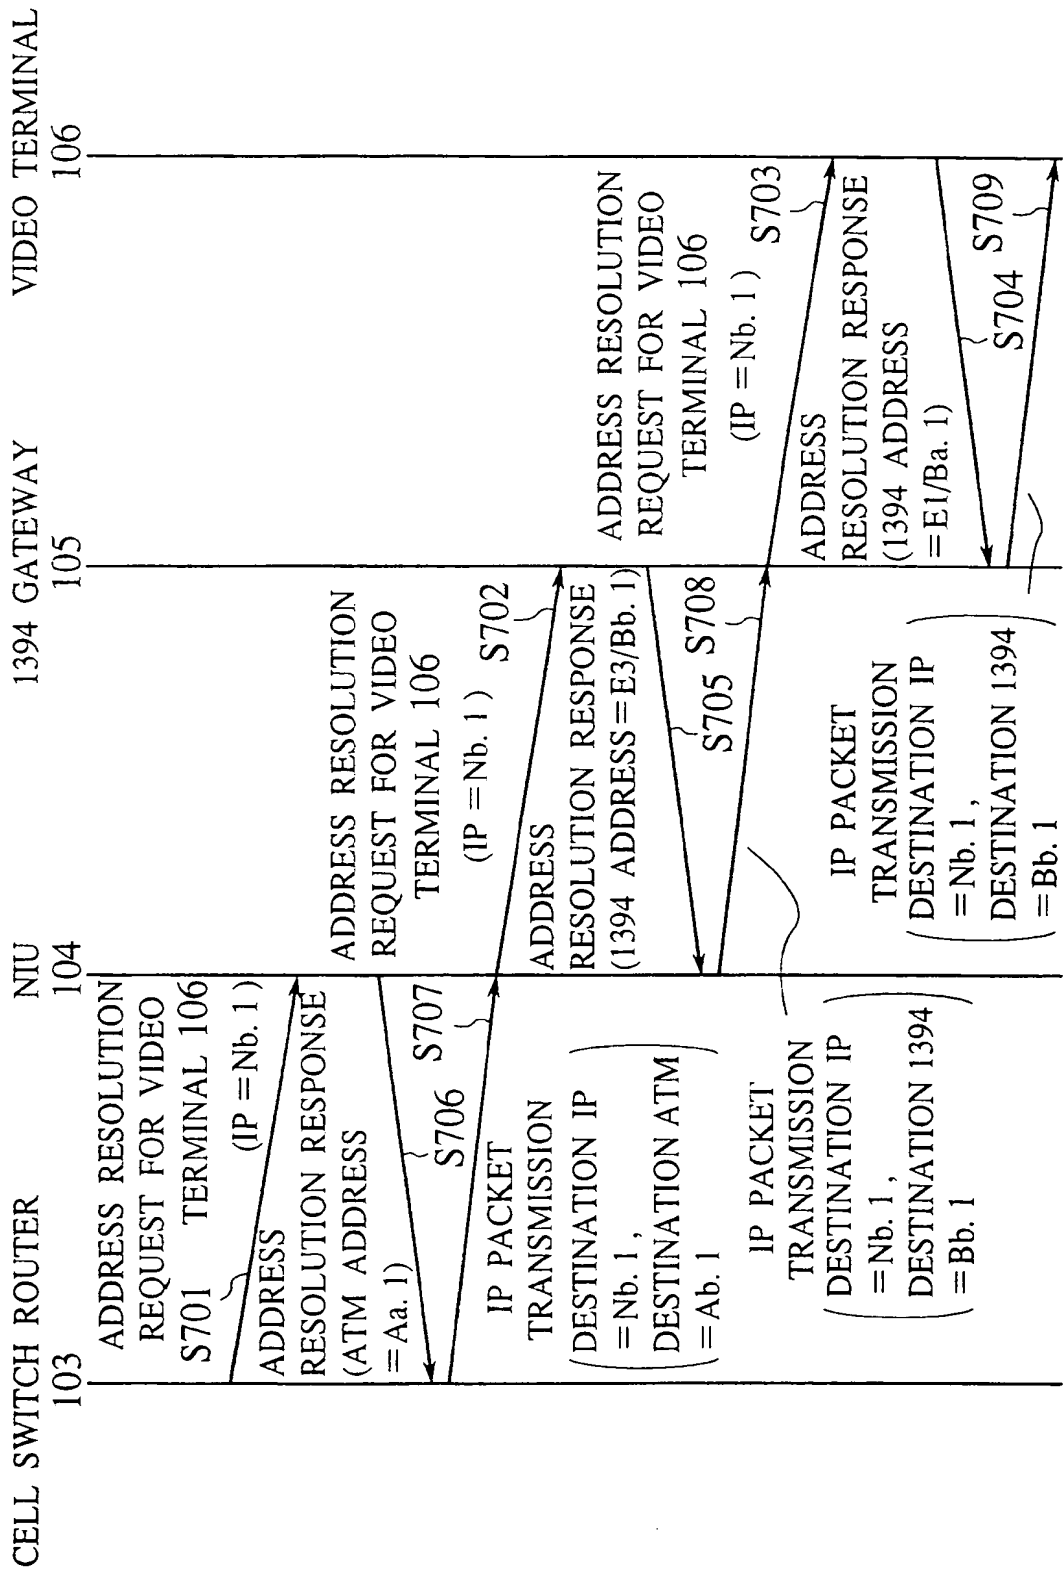 CELL SWITCH ROUTER
103
NIU
104
1394 GATEWAY
105
VIDEO TERMINAL
106
ADDRESS RESOLUTION
REQUEST FOR VIDEO
S701 TERMINAL 106
(IP =Nb. 1)
ADDRESS
RESOLUTION RESPONSE
(ATM ADDRESS
=Aa. 1)
S706
S707
IP PACKET
TRANSMISSION
(DESTINATION IP
=Nb. 1 ,
DESTINATION ATM
=Ab. 1)
IP PACKET
TRANSMISSION
(DESTINATION IP
=Nb. 1 ,
DESTINATION 1394
=Bb. 1)
ADDRESS RESOLUTION
REQUEST FOR VIDEO
TERMINAL 106
(IP =Nb. 1)
S702
ADDRESS
RESOLUTION RESPONSE
(1394 ADDRESS=E3/Bb. 1)
S705
S708
IP PACKET
TRANSMISSION
(DESTINATION IP
=Nb. 1 ,
DESTINATION 1394
=Bb. 1)
ADDRESS RESOLUTION
REQUEST FOR VIDEO
TERMINAL 106
(IP =Nb. 1)
S703
ADDRESS
RESOLUTION RESPONSE
(1394 ADDRESS
=E1/Ba. 1)
S704
S709